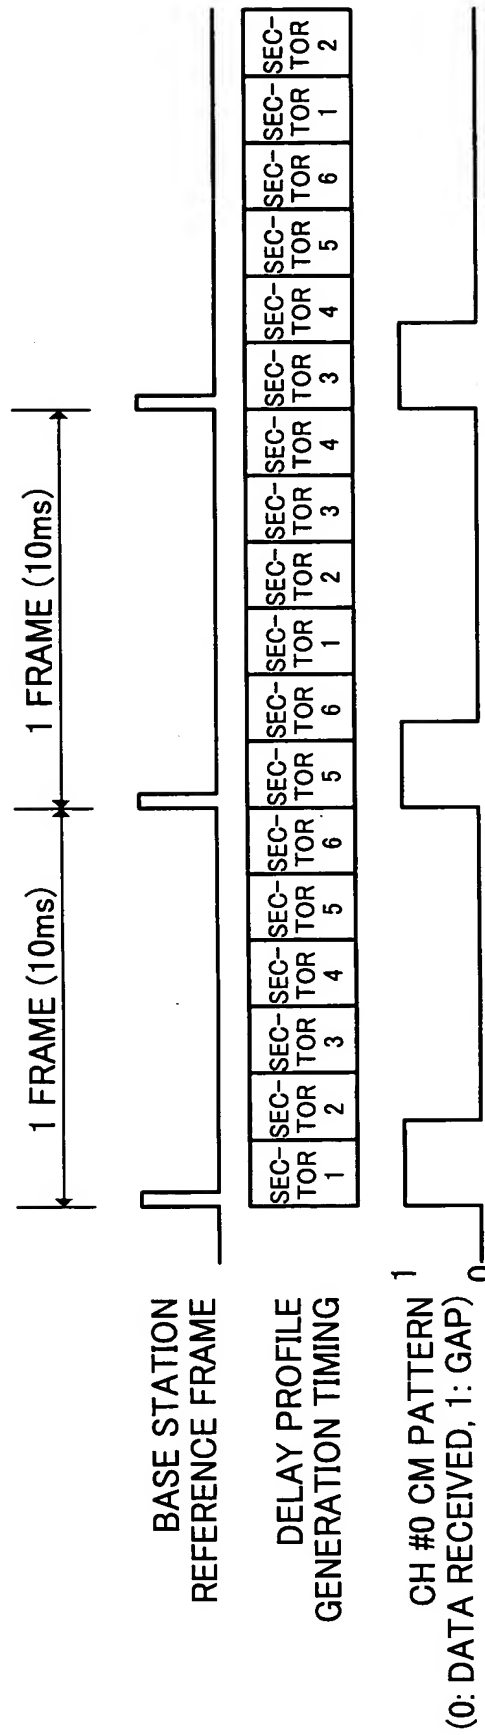 1 FRAME (10ms)
1 FRAME (10ms)
BASE STATION
REFERENCE FRAME
DELAY PROFILE
GENERATION TIMING
SEC-
TOR
1
SEC-
TOR
2
SEC-
TOR
3
SEC-
TOR
4
SEC-
TOR
5
SEC-
TOR
6
SEC-
TOR
5
SEC-
TOR
6
SEC-
TOR
1
SEC-
TOR
2
SEC-
TOR
3
SEC-
TOR
4
SEC-
TOR
3
SEC-
TOR
4
SEC-
TOR
5
SEC-
TOR
6
SEC-
TOR
1
SEC-
TOR
2
CH #0 CM PATTERN
(0: DATA RECEIVED, 1: GAP)
1
0